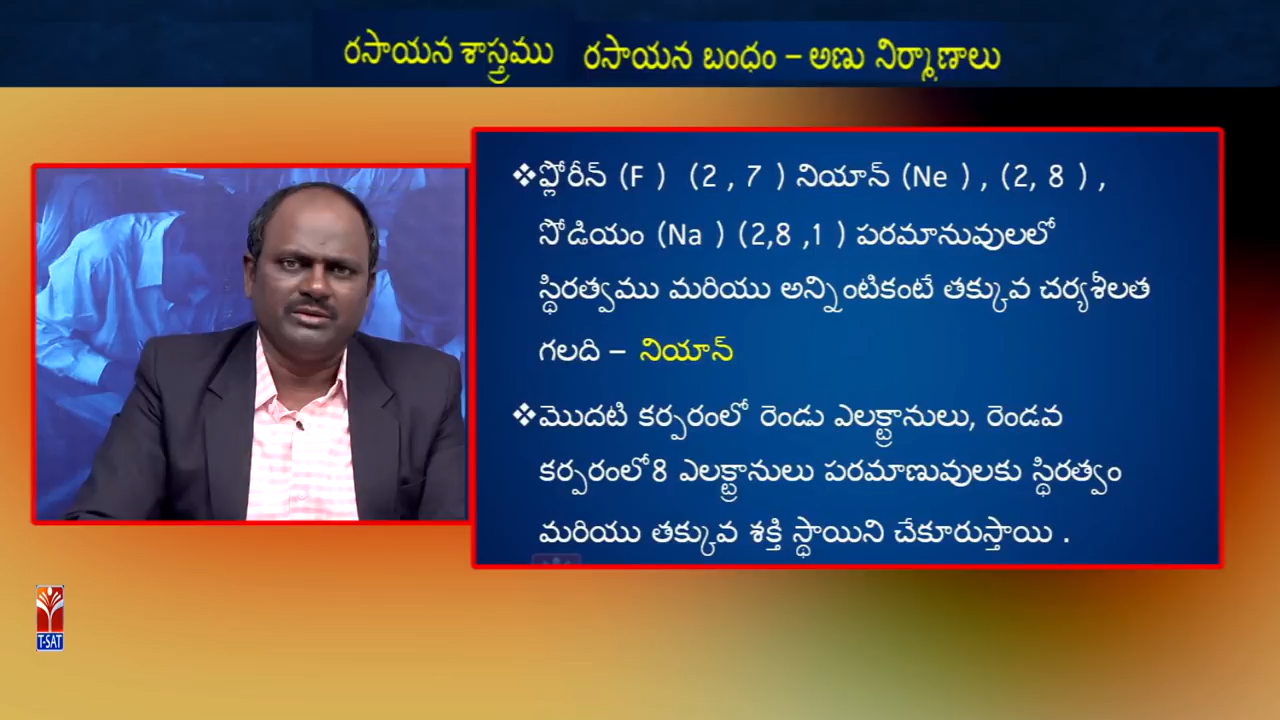 రసాయన శాస్త్రము రసాయన బంధం – అణు నిర్మాణాలు
❖ప్లోరీన్ (F ) (2 , 7 ) నియాన్ (Ne ) , (2, 8 ) ,
సోడియం (Na ) (2,8 ,1 ) పరమానువులలో
స్థిరత్వము మరియు అన్నింటికంటే తక్కువ చర్యశీలత
గలది – నియాన్
❖మొదటి కర్పరంలో రెండు ఎలక్ట్రానులు, రెండవ
కర్పరంలో8 ఎలక్ట్రానులు పరమాణువులకు స్థిరత్వం
మరియు తక్కువ శక్తి స్థాయిని చేకూరుస్తాయి .
T-SAT